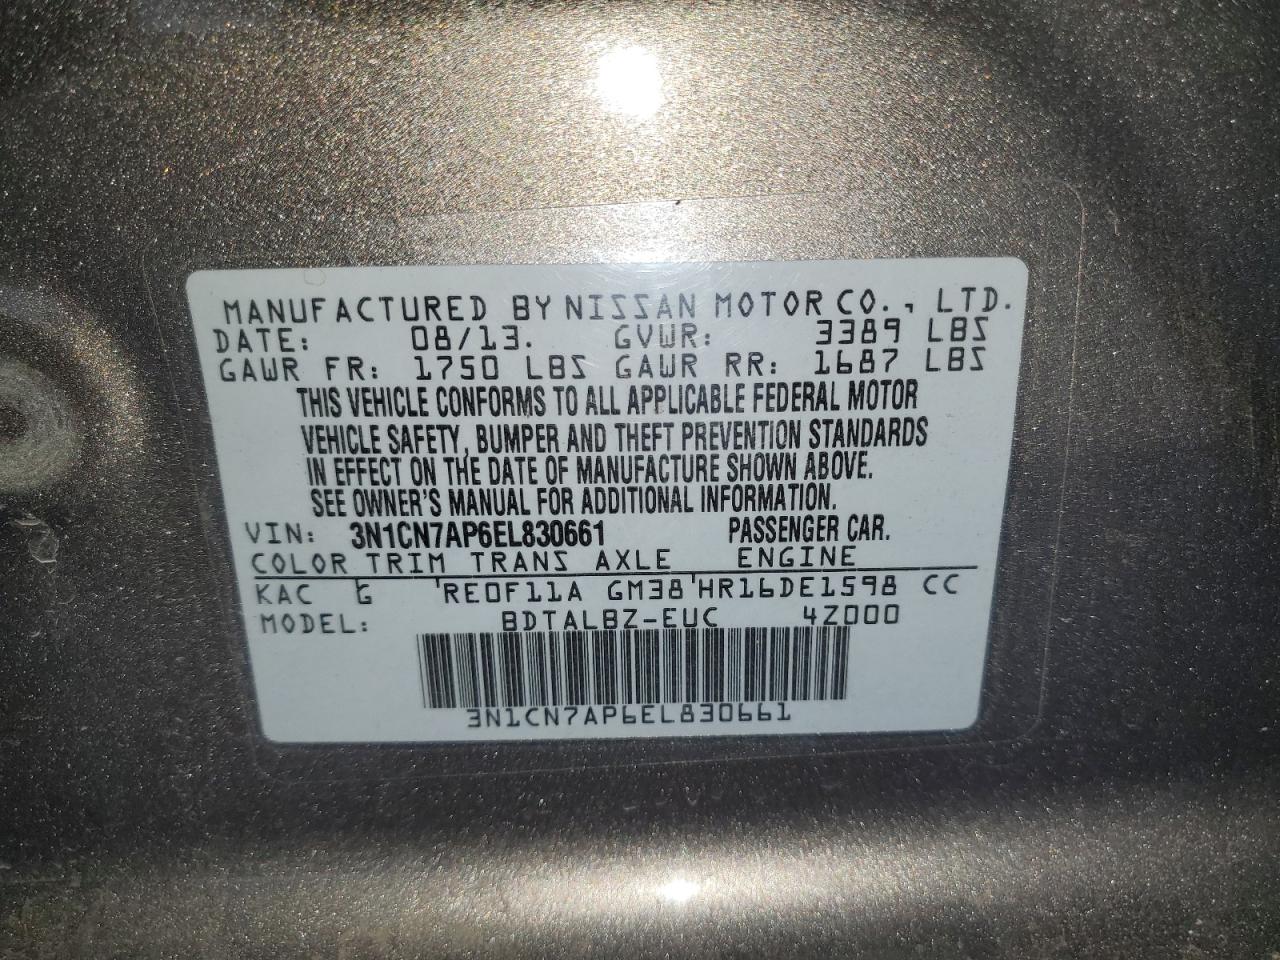 MANUFACTURED BY NISSAN MOTOR CO., LTD.
DATE: 08/13. GVWR: 3389 LBS
GAWR FR: 1750 LBS GAWR RR: 1687 LBS
THIS VEHICLE CONFORMS TO ALL APPLICABLE FEDERAL MOTOR
VEHICLE SAFETY, BUMPER AND THEFT PREVENTION STANDARDS
IN EFFECT ON THE DATE OF MANUFACTURE SHOWN ABOVE.
SEE OWNER'S MANUAL FOR ADDITIONAL INFORMATION.
VIN: 3N1CN7AP6EL830661 PASSENGER CAR.
COLOR TRIM TRANS AXLE ENGINE
KAC G RE0F11A GM38 HR16DE1598 CC
MODEL: BDTALBZ-EUC 4Z000
3N1CN7AP6EL830661